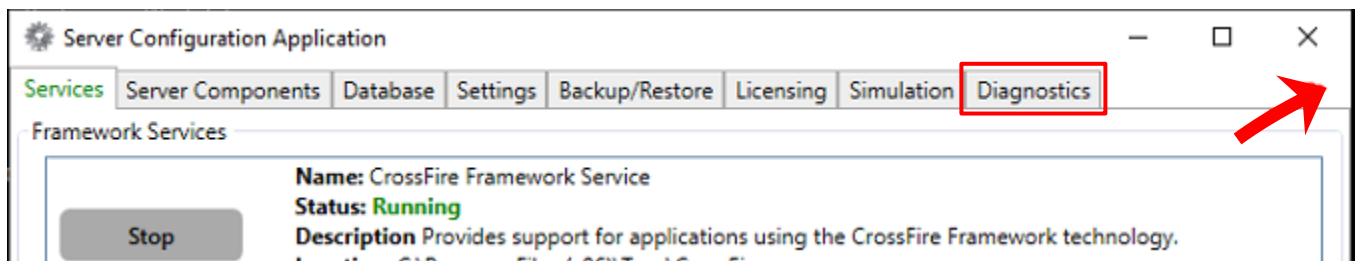 Server Configuration Application
Services Server Components Database Settings Backup/Restore Licensing Simulation Diagnostics
Framework Services
Name: CrossFire Framework Service
Status: Running
Stop
Description Provides support for applications using the CrossFire Framework technology.